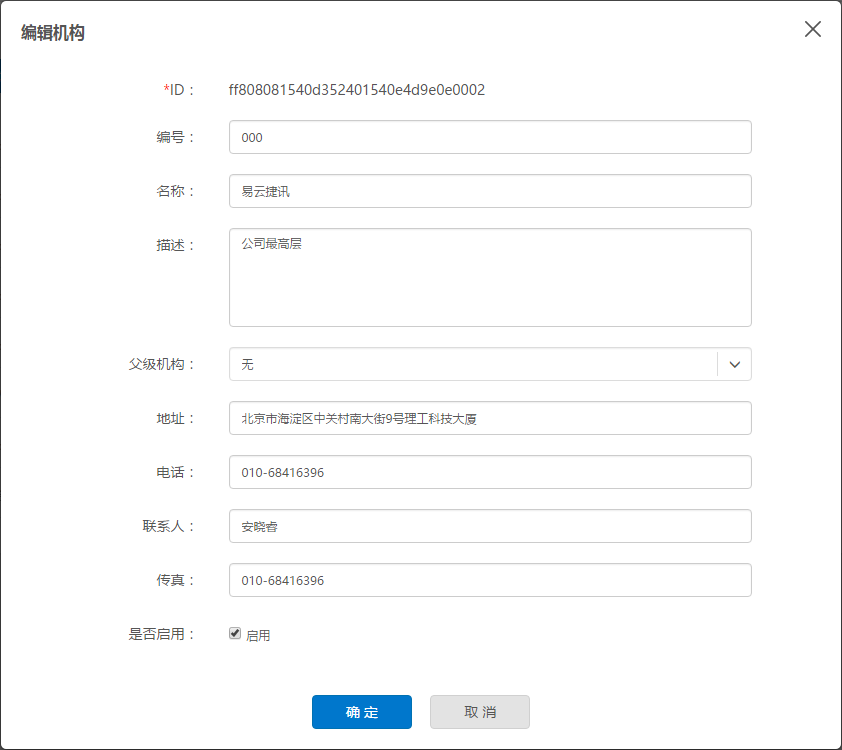 编辑机构
*ID： ff808081540d352401540e4d9e0e0002
编号： 000
名称： 易云捷讯
描述： 公司最高层
父级机构： 无
地址： 北京市海淀区中关村南大街9号理工科技大厦
电话： 010-68416396
联系人： 安晓睿
传真： 010-68416396
是否启用： 启用
确 定 取 消